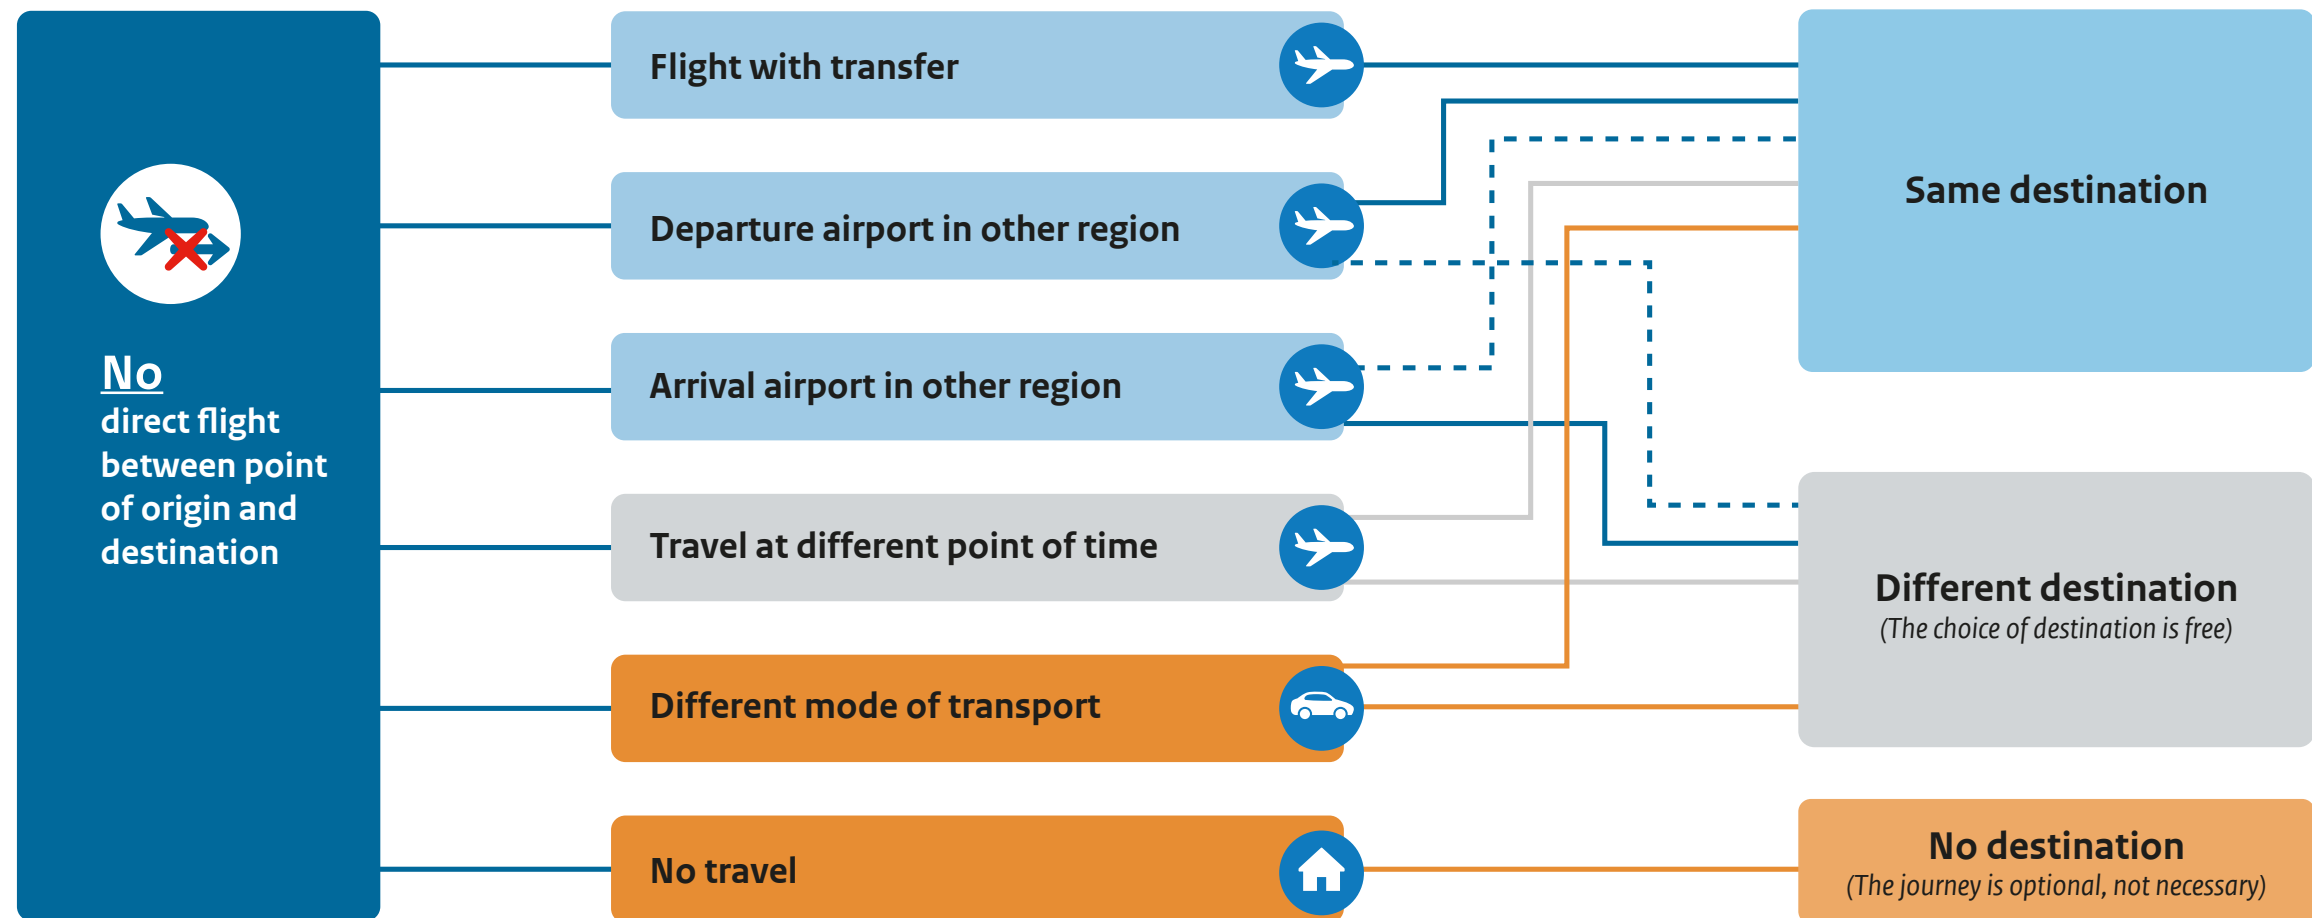 No
direct flight
between point
of origin and
destination
Flight with transfer
Departure airport in other region
Arrival airport in other region
Travel at different point of time
Different mode of transport
No travel
Same destination
Different destination
(The choice of destination is free)
No destination
(The journey is optional, not necessary)